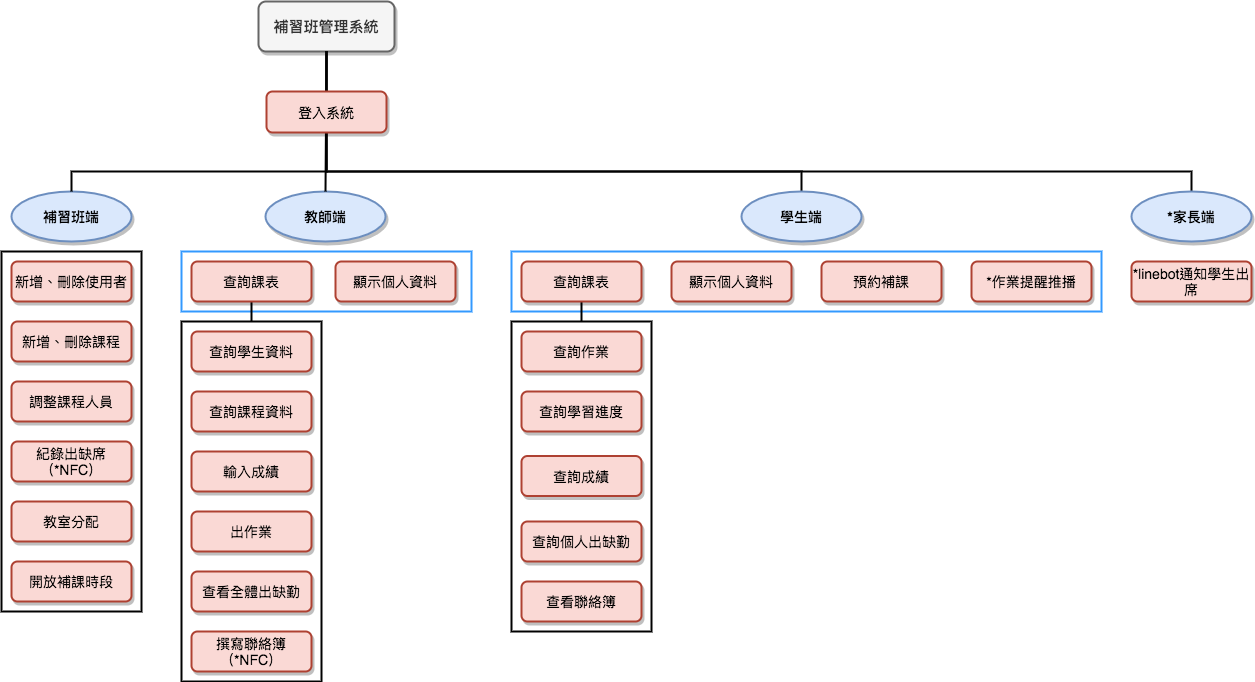 補習班管理系統
登入系統
補習班端
教師端
學生端
*家長端
新增、刪除使用者
新增、刪除課程
調整課程人員
紀錄出缺席
(*NFC)
教室分配
開放補課時段
查詢課表
顯示個人資料
查詢學生資料
查詢課程資料
輸入成績
出作業
查看全體出缺勤
撰寫聯絡簿
(*NFC)
查詢課表
顯示個人資料
預約補課
*作業提醒推播
查詢作業
查詢學習進度
查詢成績
查詢個人出缺勤
查看聯絡簿
*linebot通知學生出
席